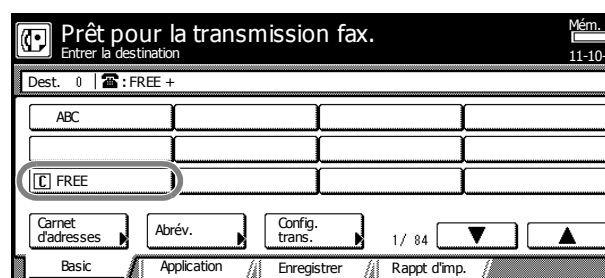 Prêt pour la transmission fax.
Mém.
Entrer la destination
11-10-
Dest. 0 ☎: FREE +
ABC
C FREE
Carnet d'adresses
Abrév.
Config. trans.
1/ 84
Basic
Application
Enregistrer
Rappt d'imp.